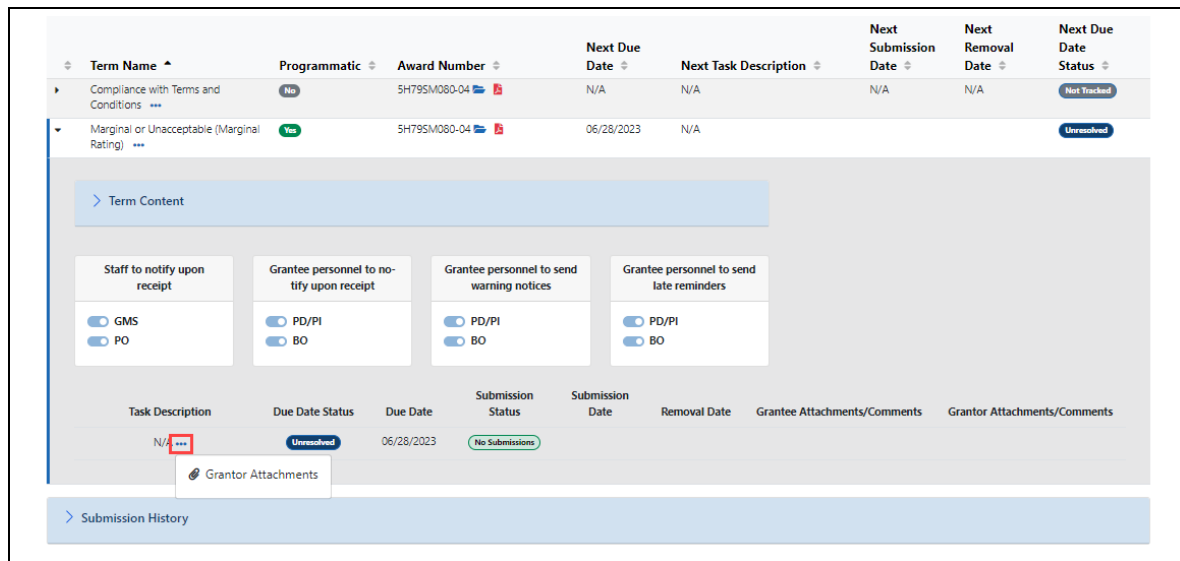 Term Name Programmatic Award Number Next Due Date Next Task Description Next Submission Date Next Removal Date Next Due Date Status
Compliance with Terms and Conditions ••• No 5H79SM080-04 N/A N/A N/A N/A Not Tracked
Marginal or Unacceptable (Marginal Rating) ••• Yes 5H79SM080-04 06/28/2023 N/A Unresolved
Term Content
Staff to notify upon receipt
GMS
PO
Grantee personnel to no-
tify upon receipt
PD/PI
BO
Grantee personnel to send
warning notices
PD/PI
BO
Grantee personnel to send
late reminders
PD/PI
BO
Task Description Due Date Status Due Date Submission Status Submission Date Removal Date Grantee Attachments/Comments Grantor Attachments/Comments
N/A ••• Unresolved 06/28/2023 No Submissions
Grantor Attachments
Submission History